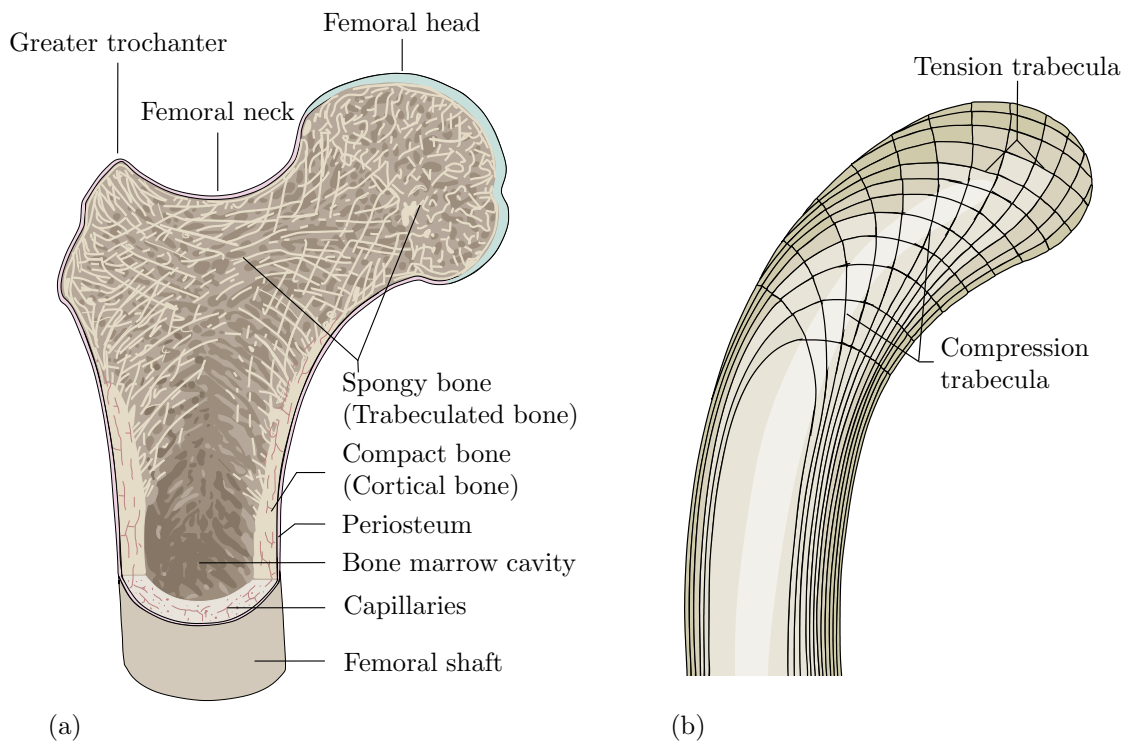 Femoral head
Greater trochanter
Femoral neck
Spongy bone
(Trabeculated bone)
Compact bone
(Cortical bone)
Periosteum
Bone marrow cavity
Capillaries
Femoral shaft
(a)
Tension trabecula
Compression
trabecula
(b)